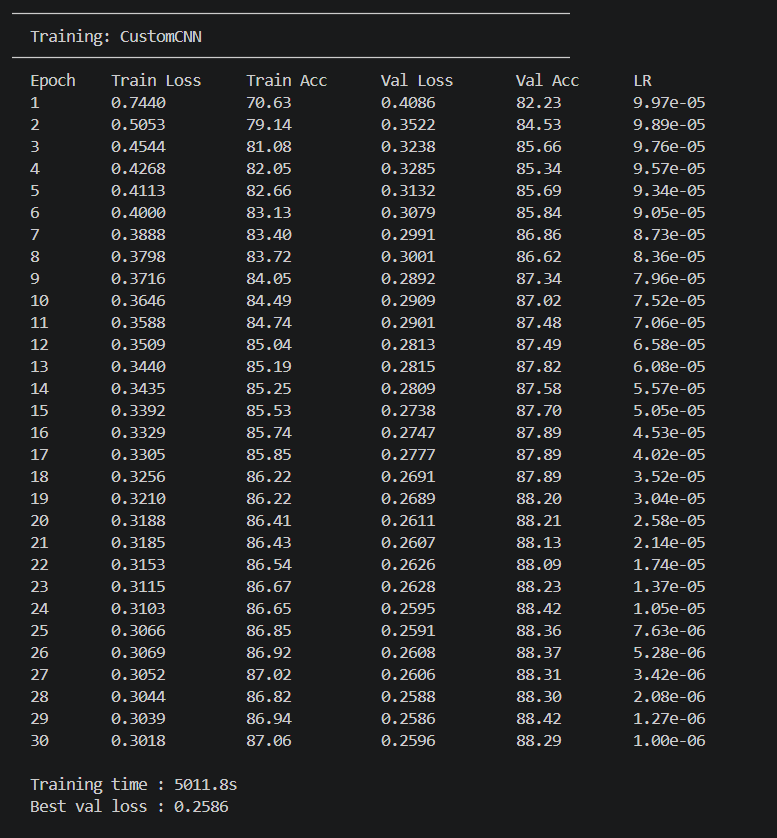 Training: CustomCNN
Epoch Train Loss Train Acc Val Loss Val Acc LR
1 0.7440 70.63 0.4086 82.23 9.97e-05
2 0.5053 79.14 0.3522 84.53 9.89e-05
3 0.4544 81.08 0.3238 85.66 9.76e-05
4 0.4268 82.05 0.3285 85.34 9.57e-05
5 0.4113 82.66 0.3132 85.69 9.34e-05
6 0.4000 83.13 0.3079 85.84 9.05e-05
7 0.3888 83.40 0.2991 86.86 8.73e-05
8 0.3798 83.72 0.3001 86.62 8.36e-05
9 0.3716 84.05 0.2892 87.34 7.96e-05
10 0.3646 84.49 0.2909 87.02 7.52e-05
11 0.3588 84.74 0.2901 87.48 7.06e-05
12 0.3509 85.04 0.2813 87.49 6.58e-05
13 0.3440 85.19 0.2815 87.82 6.08e-05
14 0.3435 85.25 0.2809 87.58 5.57e-05
15 0.3392 85.53 0.2738 87.70 5.05e-05
16 0.3329 85.74 0.2747 87.89 4.53e-05
17 0.3305 85.85 0.2777 87.89 4.02e-05
18 0.3256 86.22 0.2691 87.89 3.52e-05
19 0.3210 86.22 0.2689 88.20 3.04e-05
20 0.3188 86.41 0.2611 88.21 2.58e-05
21 0.3185 86.43 0.2607 88.13 2.14e-05
22 0.3153 86.54 0.2626 88.09 1.74e-05
23 0.3115 86.67 0.2628 88.23 1.37e-05
24 0.3103 86.65 0.2595 88.42 1.05e-05
25 0.3066 86.85 0.2591 88.36 7.63e-06
26 0.3069 86.92 0.2608 88.37 5.28e-06
27 0.3052 87.02 0.2606 88.31 3.42e-06
28 0.3044 86.82 0.2588 88.30 2.08e-06
29 0.3039 86.94 0.2586 88.42 1.27e-06
30 0.3018 87.06 0.2596 88.29 1.00e-06
Training time : 5011.8s
Best val loss : 0.2586